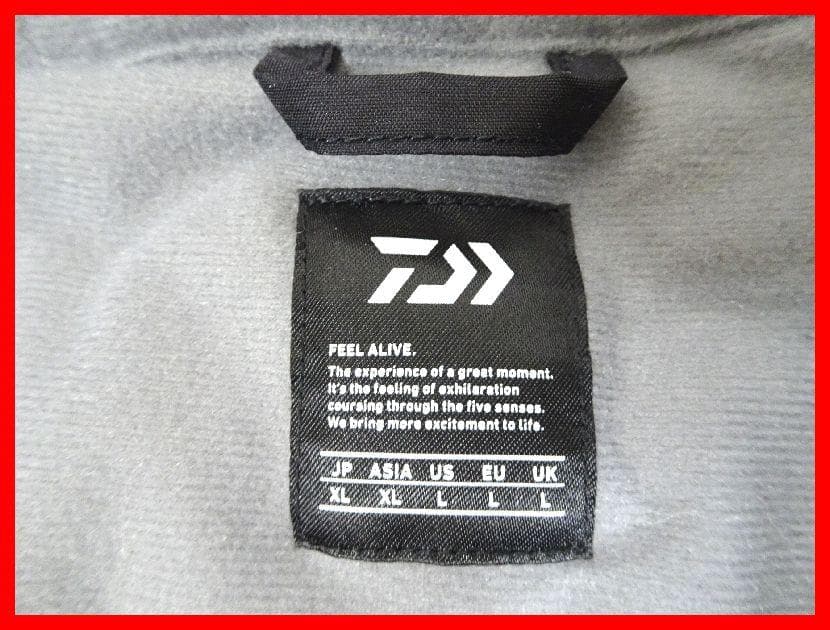 FEEL ALIVE.
The experience of a great moment.
It's the feeling of exhilaration
coursing through the five senses.
We bring more excitement to life.
JP ASIA US EU UK
XL XL L L L